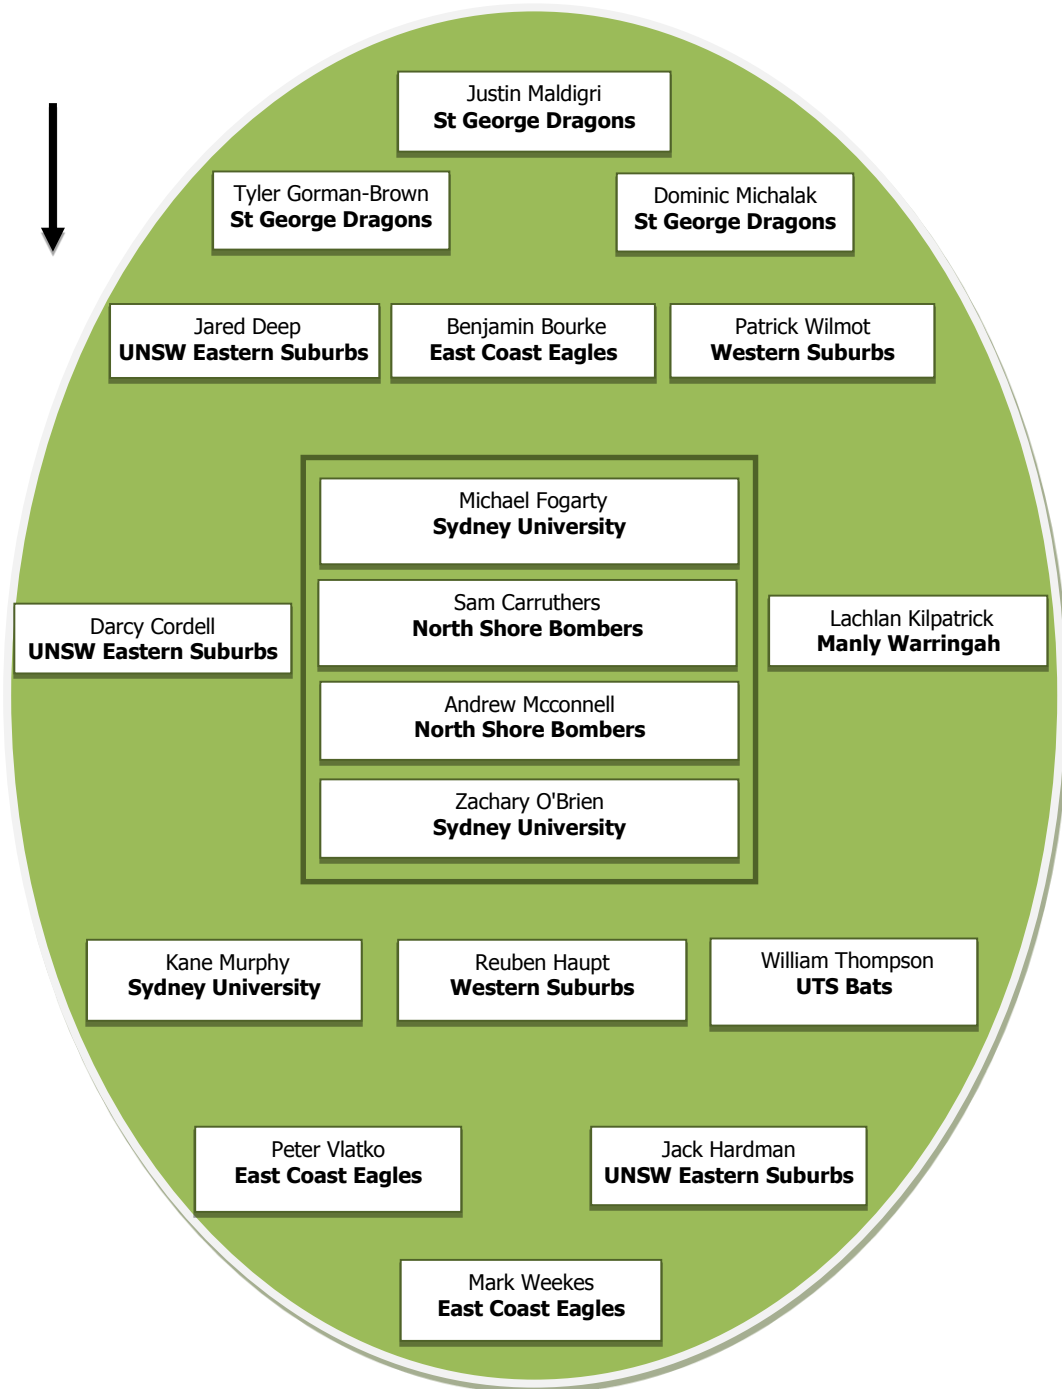 Justin Maldigri
St George Dragons
Tyler Gorman-Brown
St George Dragons
Dominic Michalak
St George Dragons
Jared Deep
UNSW Eastern Suburbs
Benjamin Bourke
East Coast Eagles
Patrick Wilmot
Western Suburbs
Michael Fogarty
Sydney University
Sam Carruthers
North Shore Bombers
Darcy Cordell
UNSW Eastern Suburbs
Lachlan Kilpatrick
Manly Warringah
Andrew Mcconnell
North Shore Bombers
Zachary O'Brien
Sydney University
Kane Murphy
Sydney University
Reuben Haupt
Western Suburbs
William Thompson
UTS Bats
Peter Vlatko
East Coast Eagles
Jack Hardman
UNSW Eastern Suburbs
Mark Weekes
East Coast Eagles